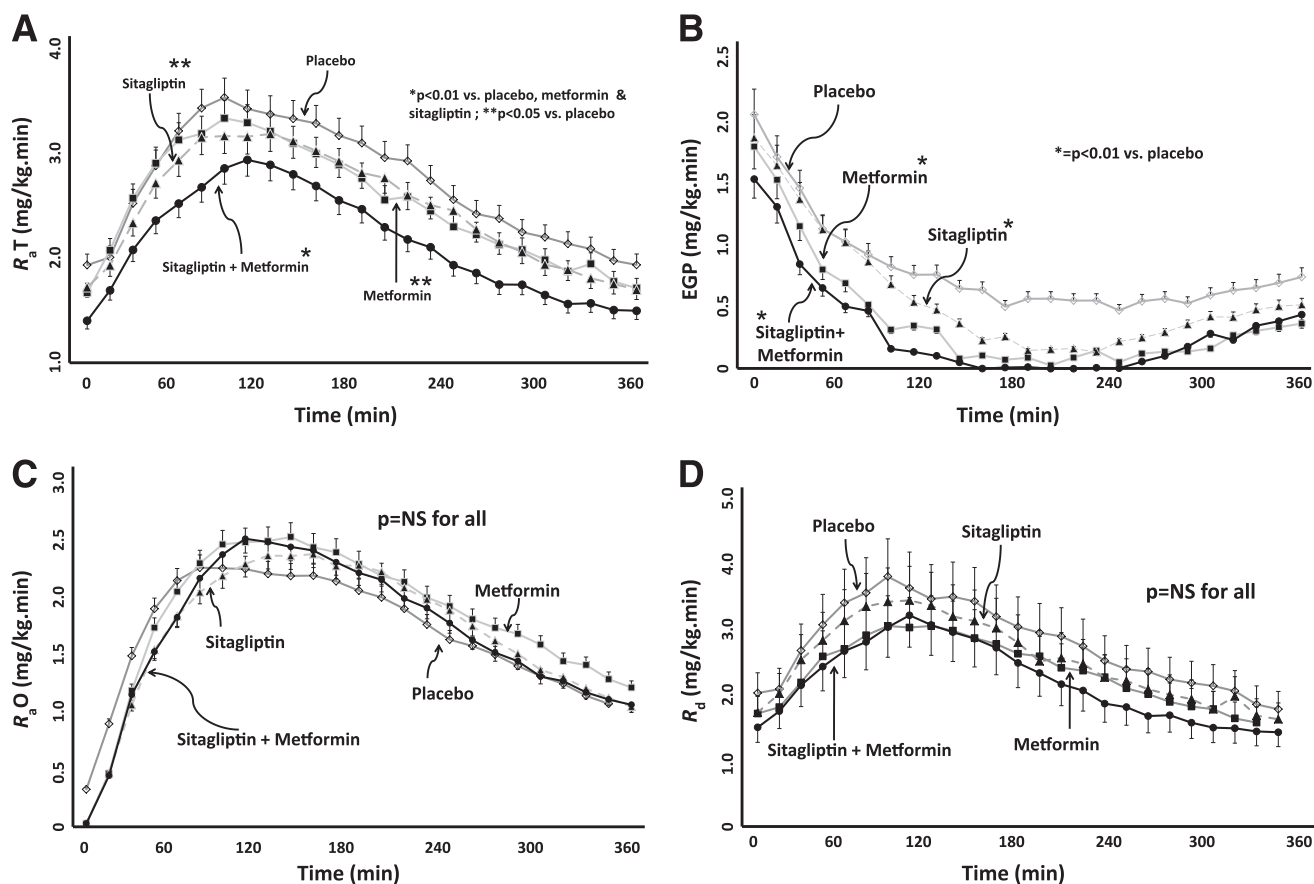 A
RaT (mg/kg.min)
4.0
3.0
2.0
1.0
Sitagliptin
**
Placebo
*p<0.01 vs. placebo, metformin &
sitagliptin ; **p<0.05 vs. placebo
Sitagliptin + Metformin *
Metformin **
0 60 120 180 240 300 360
Time (min)
B
EGP (mg/kg.min)
2.5
2.0
1.5
1.0
0.5
0
Placebo
*=p<0.01 vs. placebo
Metformin *
Sitagliptin *
* Sitagliptin+
Metformin
0 60 120 180 240 300 360
Time (min)
C
RaO (mg/kg.min)
3.0
2.5
2.0
1.5
1.0
0.5
0
p=NS for all
Metformin
Sitagliptin
Placebo
Sitagliptin + Metformin
0 60 120 180 240 300 360
Time (min)
D
Rd (mg/kg.min)
5.0
4.0
3.0
2.0
1.0
0
Placebo
Sitagliptin
p=NS for all
Sitagliptin + Metformin
Metformin
0 60 120 180 240 300 360
Time (min)